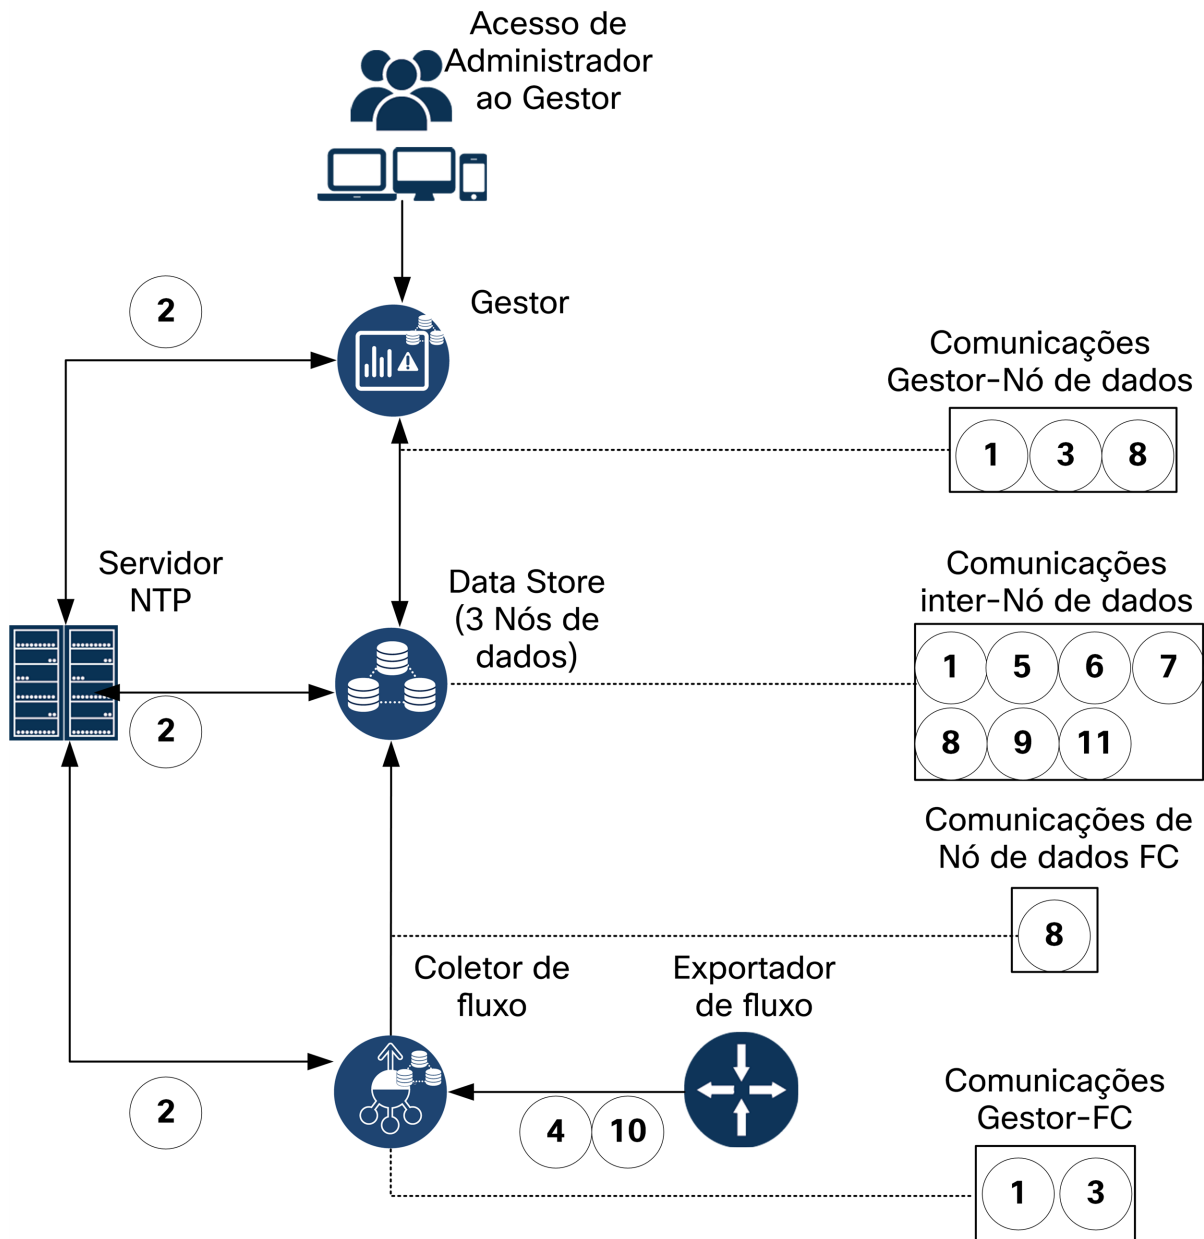 Acesso de
Administrador
ao Gestor
2
Gestor
Comunicações
Gestor-Nó de dados
1 3 8
Servidor
NTP
Data Store
(3 Nós de
dados)
Comunicações
inter-Nó de dados
1 5 6 7
8 9 11
2
Comunicações de
Nó de dados FC
8
Coletor de
fluxo
Exportador
de fluxo
2
4 10
Comunicações
Gestor-FC
1 3